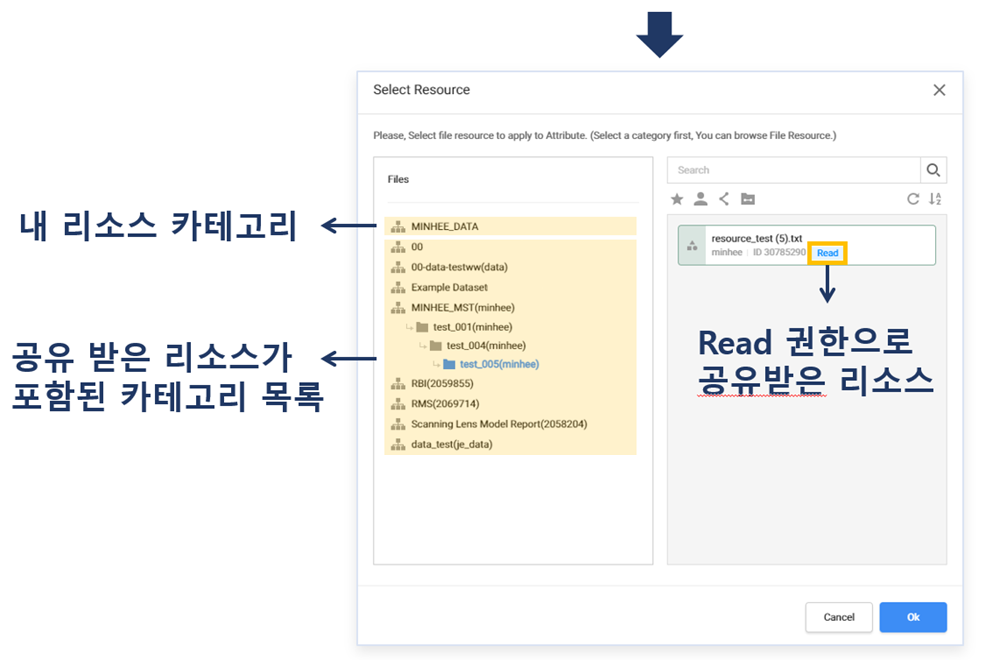 Select Resource
Please, Select file resource to apply to Attribute. (Select a category first, You can browse File Resource.)
Files
Search
내 리소스 카테고리
MINHEE_DATA
00
00-data-testww(data)
Example Dataset
MINHEE_MST(minhee)
test_001(minhee)
test_004(minhee)
test_005(minhee)
RBI(2059855)
RMS(2069714)
Scanning Lens Model Report(2058204)
data_test(je_data)
공유 받은 리소스가
포함된 카테고리 목록
resource_test (5).txt
minhee ID 30785290 Read
Read 권한으로
공유받은 리소스
Cancel
Ok